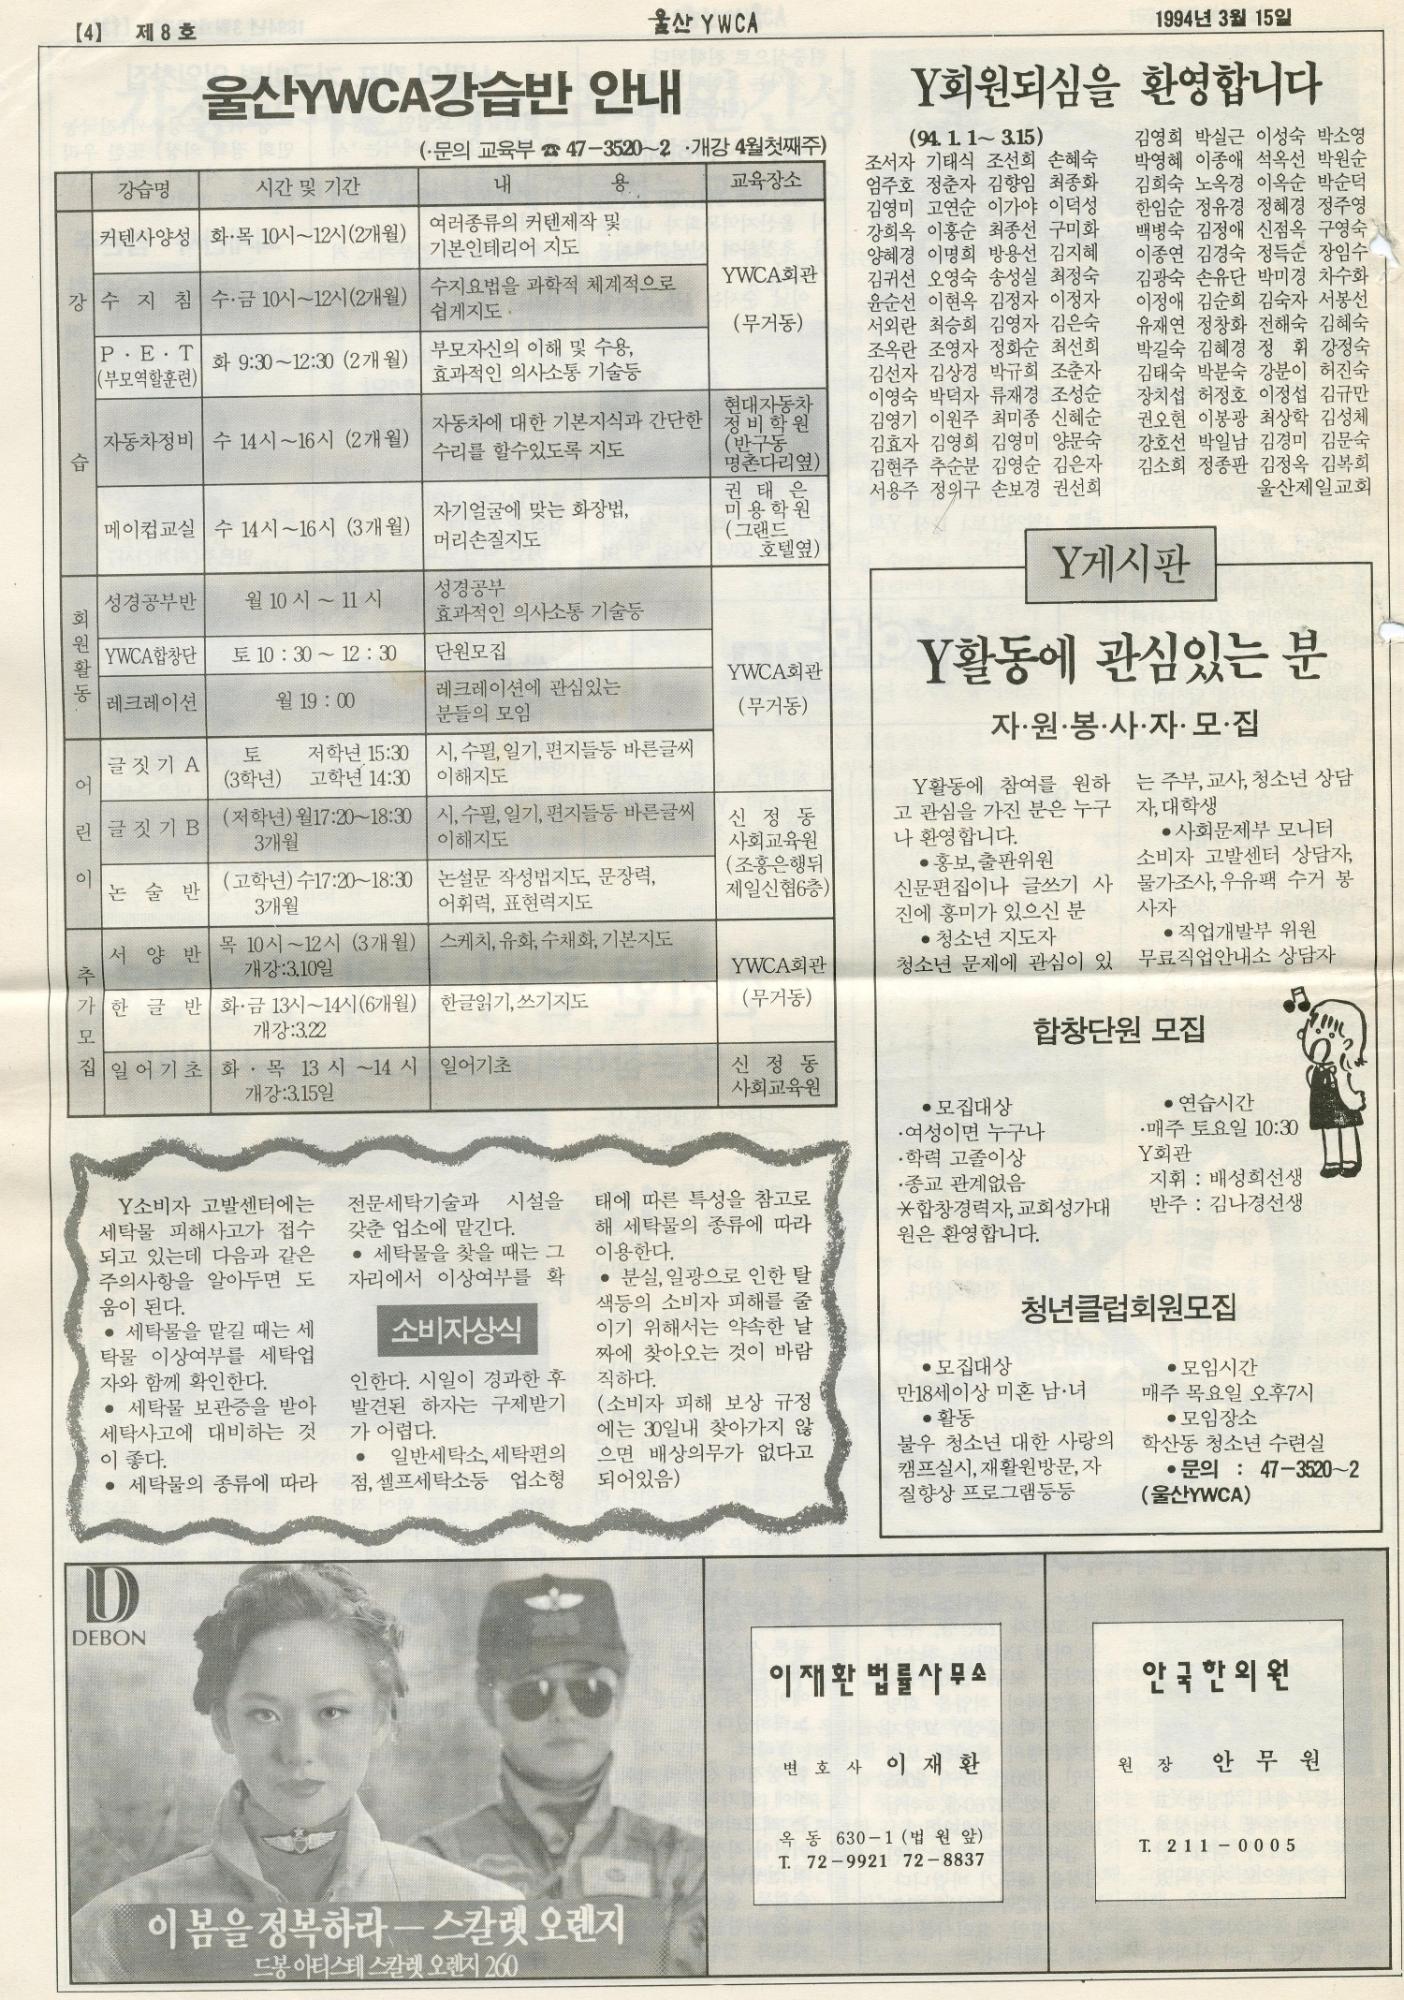 【4】 제 8 호
울산 YWCA
1994년 3월 15일
울산YWCA강습반 안내
(·문의 교육부 ☎ 47-3520~2 ·개강 4월첫째주)
강습명 시간 및 기간 내 용 교육장소
강 습
커텐사양성 화·목 10시~12시(2개월) 여러종류의 커텐제작 및
기본인테리어 지도
수 지 침 수·금 10시~12시(2개월) 수지요법을 과학적 체계적으로
쉽게지도
P·E·T
(부모역할훈련) 화 9:30~12:30 (2개월) 부모자신의 이해 및 수용,
효과적인 의사소통 기술등
YWCA회관
(무거동)
자동차정비 수 14시~16시 (2개월) 자동차에 대한 기본지식과 간단한
수리를 할수있도록 지도
현대자동차
정비학원
(반구동
명촌다리옆)
메이컵교실 수 14시~16시 (3개월) 자기얼굴에 맞는 화장법,
머리손질지도
권 태 은
미용학원
(그랜드
호텔옆)
회원활동
성경공부반 월 10시 ~ 11시 성경공부
효과적인 의사소통 기술등
YWCA합창단 토 10 : 30 ~ 12 : 30 단원모집
레크레이션 월 19 : 00 레크레이션에 관심있는
분들의 모임
YWCA회관
(무거동)
어린이
글짓기 A 토 저학년 15:30
(3학년) 고학년 14:30
시, 수필, 일기, 편지들등 바른글씨
이해지도
글짓기 B (저학년)월17:20~18:30
3개월
시, 수필, 일기, 편지들등 바른글씨
이해지도
논 술 반 (고학년)수17:20~18:30
3개월
논설문 작성법지도, 문장력,
어휘력, 표현력지도
신 정 동
사회교육원
(조흥은행뒤
제일신협6층)
추가모집
서 양 반 목 10시~12시 (3개월)
개강:3.10일
스케치, 유화, 수채화, 기본지도
한 글 반 화·금 13시~14시(6개월)
개강:3.22
한글읽기, 쓰기지도
YWCA회관
(무거동)
일어기초 화·목 13시~14시
개강:3.15일
일어기초
신 정 동
사회교육원
Y회원되심을 환영합니다
(94. 1. 1~ 3.15)
조서자 기태식 조선희 손혜숙
엄주호 정춘자 김향임 최종화
김영미 고연순 이가야 이덕성
강희옥 이흥순 최종선 구미화
양혜경 이명희 방용선 김지혜
김귀선 오영숙 송성실 최정숙
윤순선 이현옥 김정자 이정자
서외란 최승희 김영자 김은숙
조옥란 조영자 정화순 최선희
김선자 김상경 박규희 조춘자
이영숙 박덕자 류재경 조성순
김영기 이원주 최미종 신혜순
김효자 김영희 김영미 양문숙
김현주 추순분 김영순 김은자
서용주 정의구 손보경 권선희
김영희 박실근 이성숙 박소영
박영혜 이종애 석옥선 박원순
김희숙 노옥경 이옥순 박순덕
한임순 정유경 정혜경 정주영
백병숙 김정애 신점옥 구영숙
이종연 김경숙 정득순 장임수
김광숙 손유단 박미경 차수화
이정애 김순희 김숙자 서봉선
유재연 정창화 전해숙 김혜숙
박길숙 김혜경 정 휘 강정숙
김태숙 박분숙 강분이 허진숙
장치섭 허정호 이정섭 김규만
권오현 이봉광 최상학 김성체
강호선 박일남 김경미 김문숙
김소희 정종판 김정옥 김복희
울산제일교회
Y게시판
Y활동에 관심있는 분
자·원·봉·사·자·모·집
Y활동에 참여를 원하
고 관심을 가진 분은 누구
나 환영합니다.
● 홍보, 출판위원
신문편집이나 글쓰기 사
진에 흥미가 있으신 분
● 청소년 지도자
청소년 문제에 관심이 있
는 주부, 교사, 청소년 상담
자, 대학생
● 사회문제부 모니터
소비자 고발센터 상담자,
물가조사, 우유팩 수거 봉
사자
● 직업개발부 위원
무료직업안내소 상담자
합창단원 모집
● 모집대상
·여성이면 누구나
·학력 고졸이상
·종교 관계없음
＊합창경력자, 교회성가대
원은 환영합니다.
● 연습시간
·매주 토요일 10:30
Y회관
지휘 : 배성희선생
반주 : 김나경선생
청년클럽회원모집
● 모집대상
만18세이상 미혼 남·녀
● 활동
불우 청소년 대한 사랑의
캠프실시, 재활원방문, 자
질향상 프로그램등등
● 모임시간
매주 목요일 오후7시
● 모임장소
학산동 청소년 수련실
● 문의 : 47-3520~2
(울산YWCA)
Y소비자 고발센터에는
세탁물 피해사고가 접수
되고 있는데 다음과 같은
주의사항을 알아두면 도
움이 된다.
● 세탁물을 맡길 때는 세
탁물 이상여부를 세탁업
자와 함께 확인한다.
● 세탁물 보관증을 받아
세탁사고에 대비하는 것
이 좋다.
● 세탁물의 종류에 따라
전문세탁기술과 시설을
갖춘 업소에 맡긴다.
● 세탁물을 찾을 때는 그
자리에서 이상여부를 확
소비자상식
인한다. 시일이 경과한 후
발견된 하자는 구제받기
가 어렵다.
● 일반세탁소, 세탁편의
점, 셀프세탁소등 업소형
태에 따른 특성을 참고로
해 세탁물의 종류에 따라
이용한다.
● 분실, 일광으로 인한 탈
색등의 소비자 피해를 줄
이기 위해서는 약속한 날
짜에 찾아오는 것이 바람
직하다.
(소비자 피해 보상 규정
에는 30일내 찾아가지 않
으면 배상의무가 없다고
되어있음)
DEBON
이 봄을 정복하라 — 스칼렛 오렌지
드봉 아티스테 스칼렛 오렌지 260
이재환법률사무소
변 호 사 이 재 환
옥 동 630-1 (법 원 앞)
T. 72-9921 72-8837
안국한의원
원 장 안 무 원
T. 211-0005